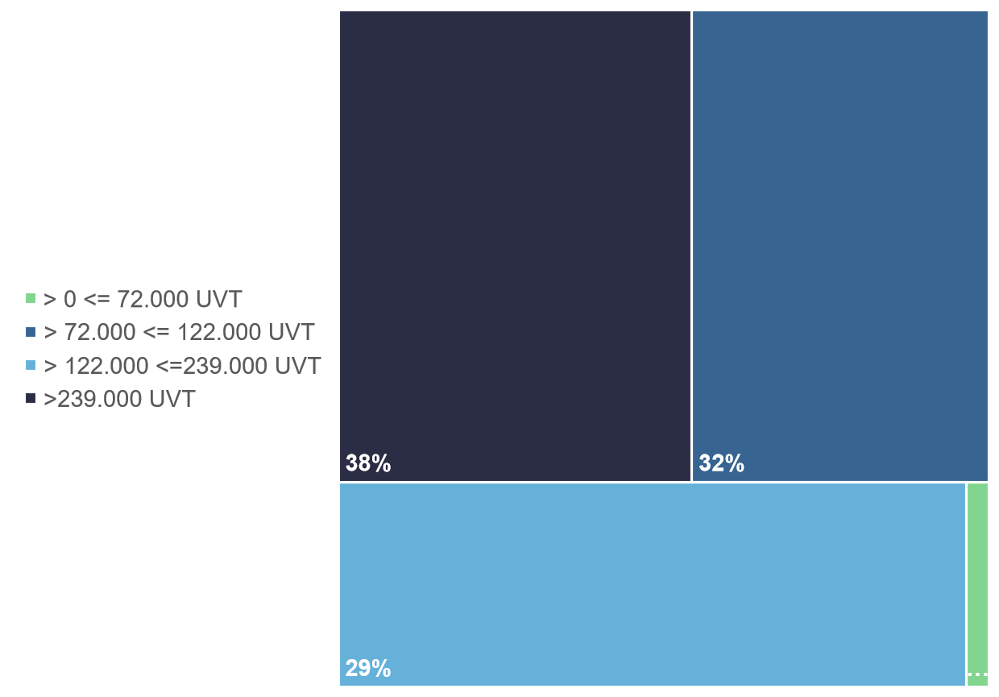 > 0 <= 72.000 UVT
> 72.000 <= 122.000 UVT
> 122.000 <=239.000 UVT
>239.000 UVT
38%
32%
29%
...